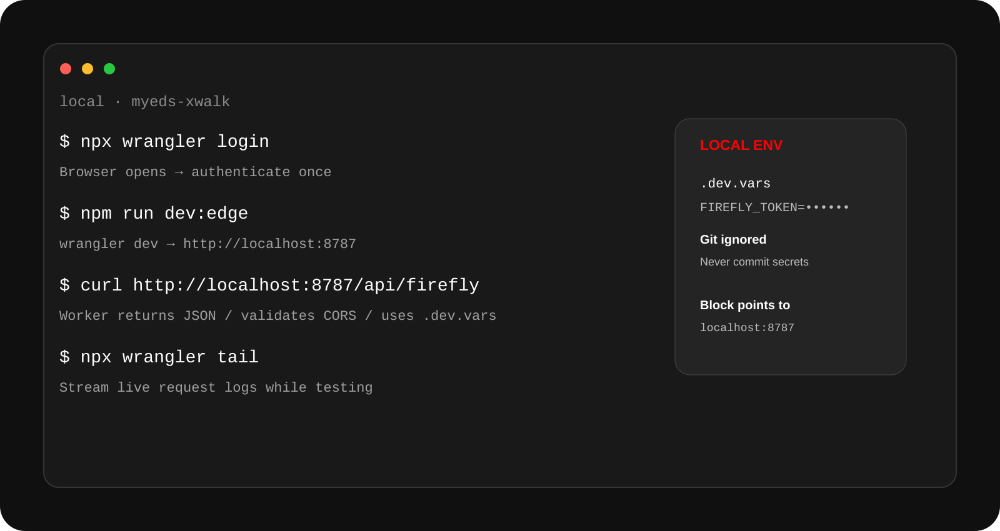 local · myeds-xwalk
$ npx wrangler login
Browser opens → authenticate once
$ npm run dev:edge
wrangler dev → http://localhost:8787
$ curl http://localhost:8787/api/firefly
Worker returns JSON / validates CORS / uses .dev.vars
$ npx wrangler tail
Stream live request logs while testing
LOCAL ENV
.dev.vars
FIREFLY_TOKEN=••••••
Git ignored
Never commit secrets
Block points to
localhost:8787